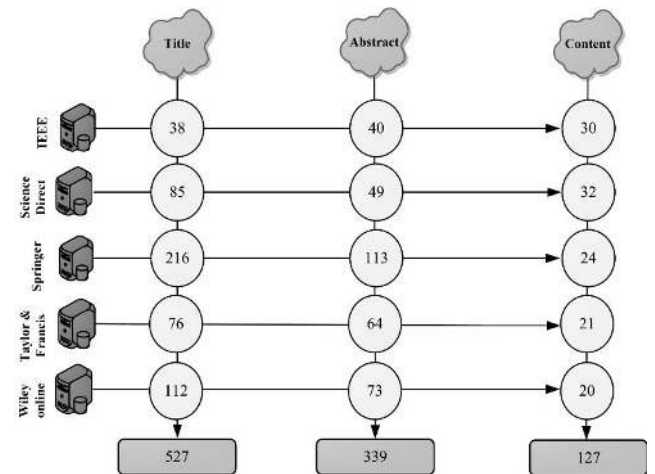 Title
Abstract
Content
IEEE
38
40
30
Science
Direct
85
49
32
Springer
216
113
24
Taylor &
Francis
76
64
21
Wiley
online
112
73
20
527
339
127